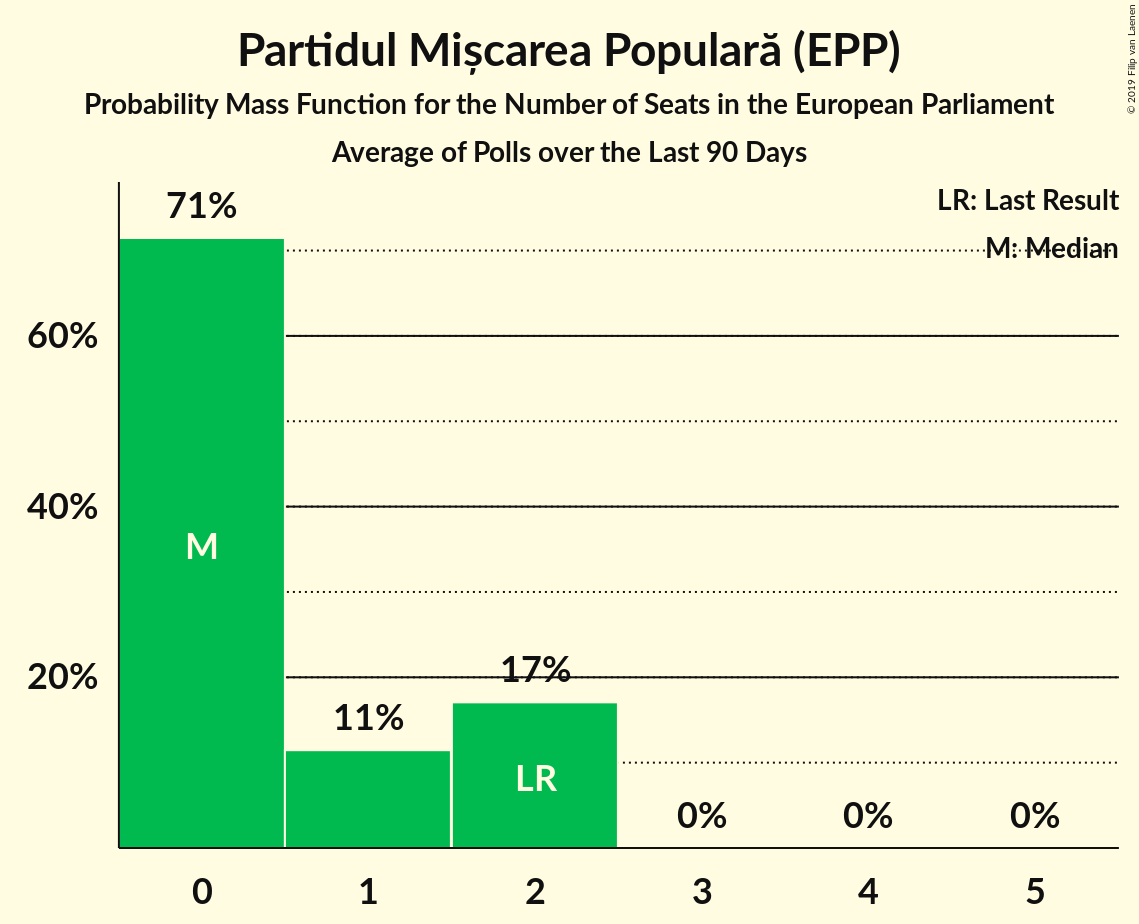 Partidul Mișcarea Populară (EPP)
Probability Mass Function for the Number of Seats in the European Parliament
Average of Polls over the Last 90 Days
© 2019 Filip van Laenen
LR: Last Result
M: Median
71%
60%
40%
M
20%
17%
11%
LR
0% 0% 0%
0 1 2 3 4 5